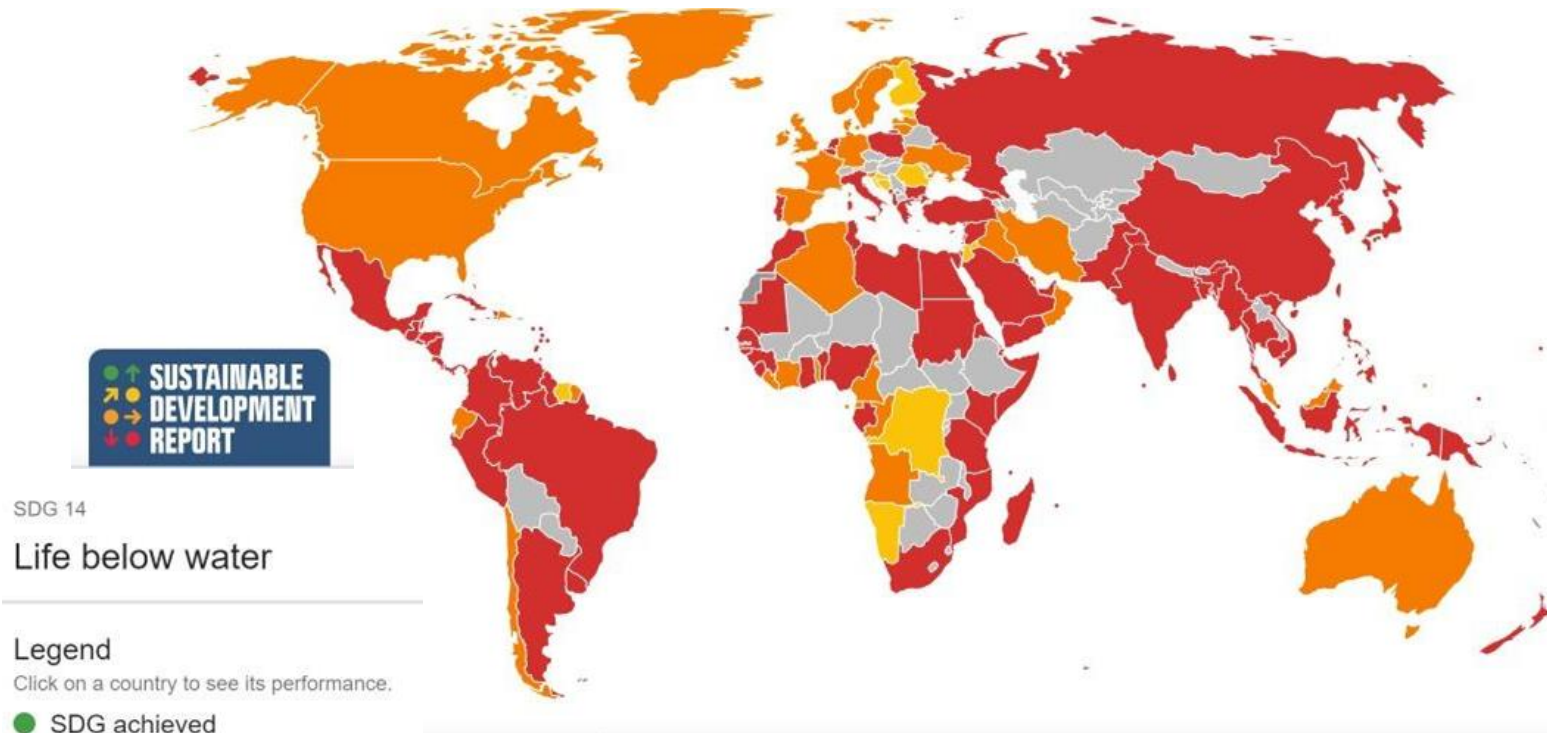 SUSTAINABLE
DEVELOPMENT
REPORT
SDG 14
Life below water
Legend
Click on a country to see its performance.
SDG achieved